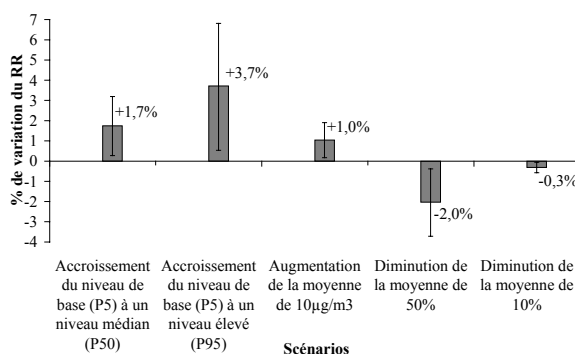 % de variation du RR
7
6
5
4
3
2
1
0
-1
-2
-3
-4
+1,7%
+3,7%
+1,0%
-2,0%
-0,3%
Accroissement
du niveau de
base (P5) à un
niveau médian
(P50)
Accroissement
du niveau de
base (P5) à un
niveau élevé
(P95)
Augmentation
de la moyenne
de 10µg/m3
Diminution de
la moyenne de
50%
Diminution de
la moyenne de
10%
Scénarios